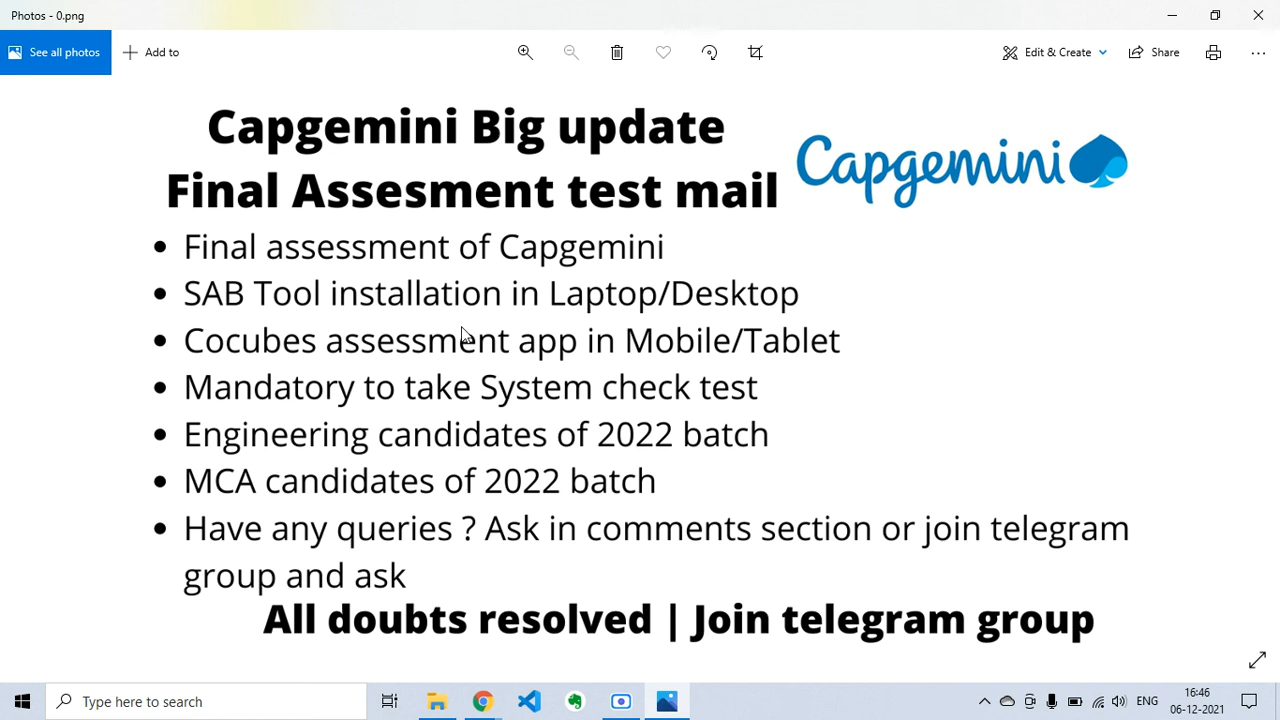 Photos - 0.png
See all photos
Add to
Edit & Create
Share
Capgemini Big update
Final Assesment test mail
Capgemini
• Final assessment of Capgemini
• SAB Tool installation in Laptop/Desktop
• Cocubes assessment app in Mobile/Tablet
• Mandatory to take System check test
• Engineering candidates of 2022 batch
• MCA candidates of 2022 batch
• Have any queries ? Ask in comments section or join telegram
group and ask
All doubts resolved | Join telegram group
Type here to search
ENG
16:46
06-12-2021